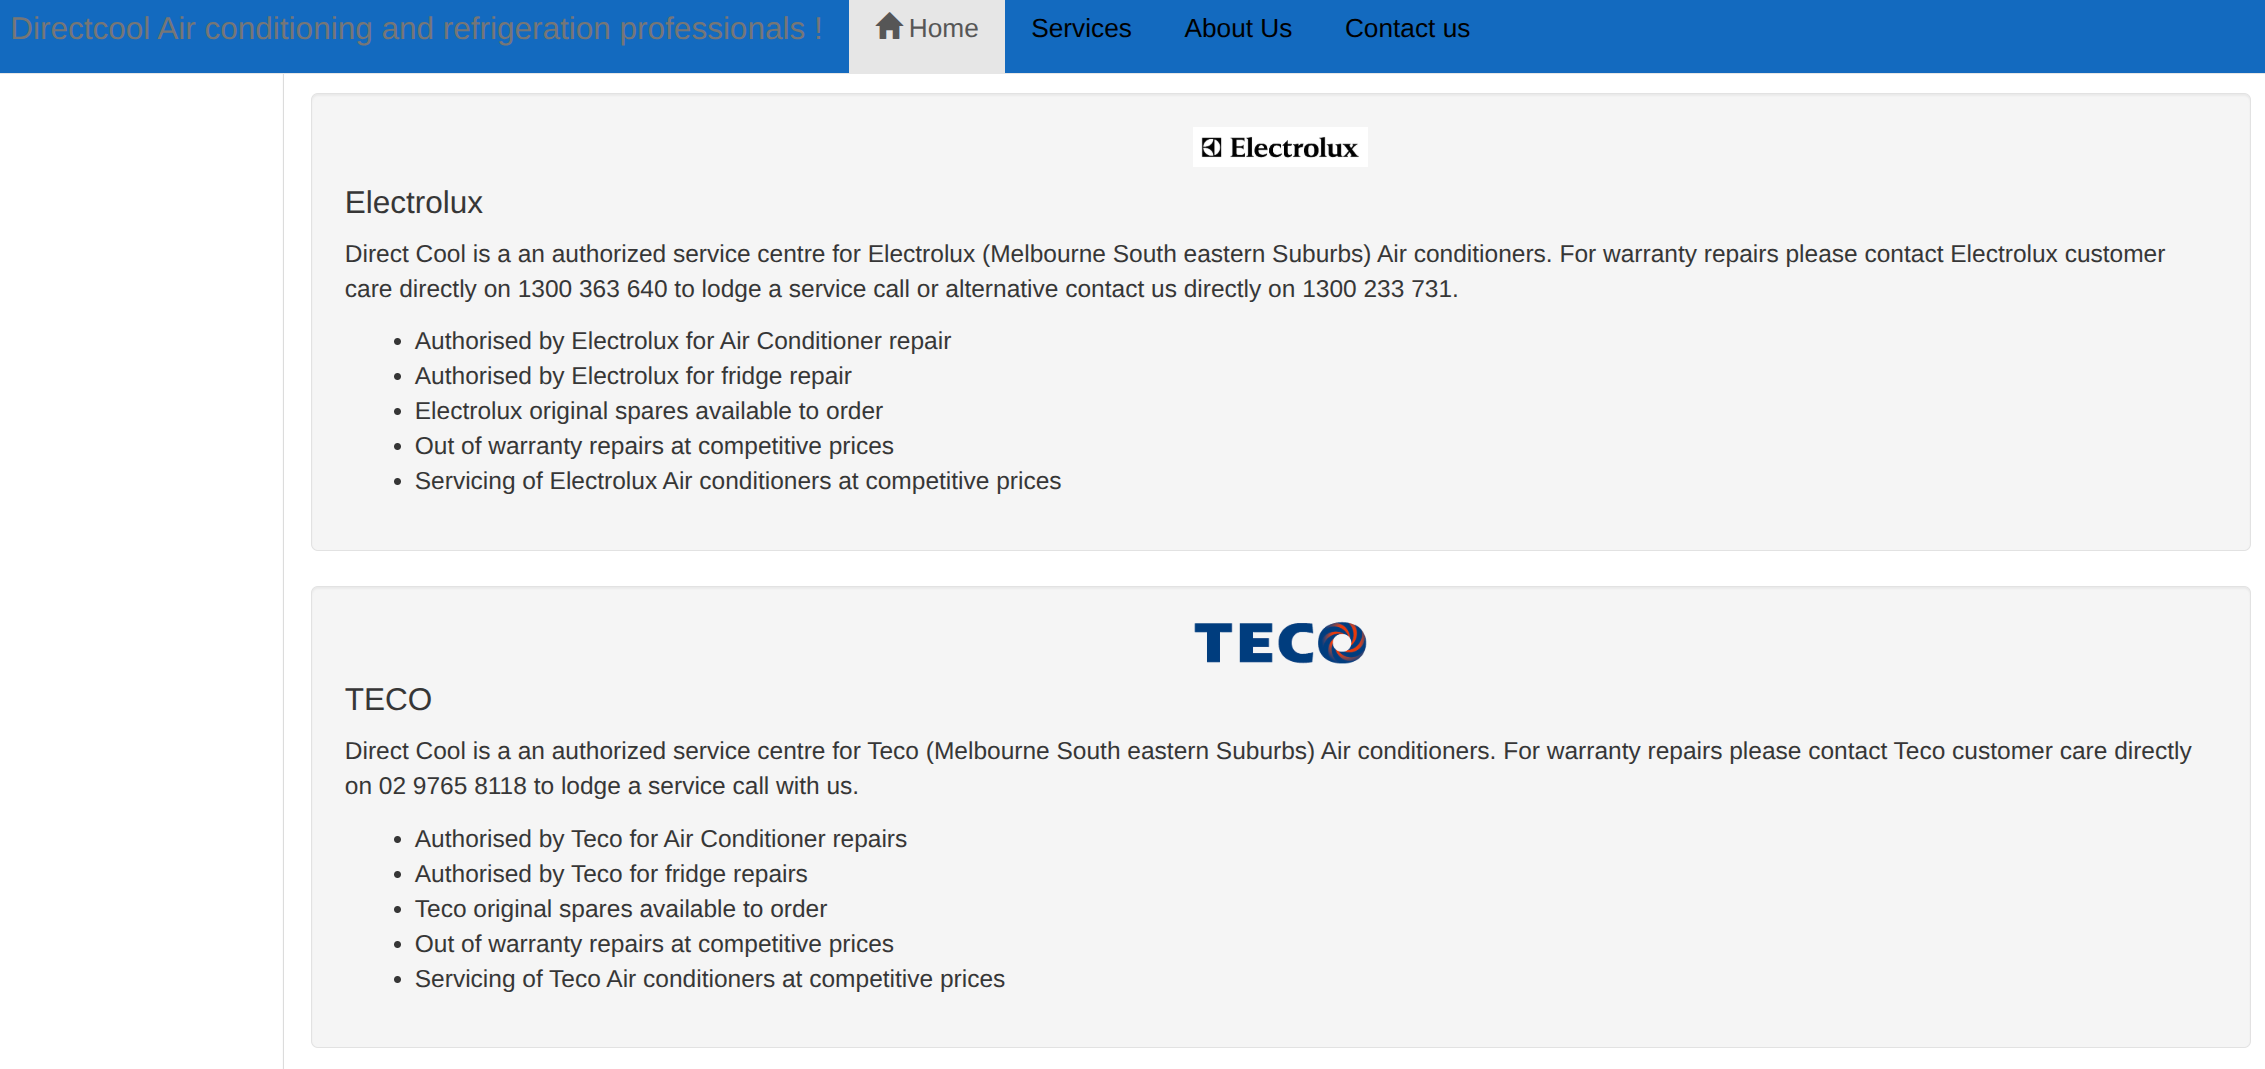 Directcool Air conditioning and refrigeration professionals ! Home Services About Us Contact us
Electrolux
Electrolux
Direct Cool is a an authorized service centre for Electrolux (Melbourne South eastern Suburbs) Air conditioners. For warranty repairs please contact Electrolux customer
care directly on 1300 363 640 to lodge a service call or alternative contact us directly on 1300 233 731.
• Authorised by Electrolux for Air Conditioner repair
• Authorised by Electrolux for fridge repair
• Electrolux original spares available to order
• Out of warranty repairs at competitive prices
• Servicing of Electrolux Air conditioners at competitive prices
TECO
TECO
Direct Cool is a an authorized service centre for Teco (Melbourne South eastern Suburbs) Air conditioners. For warranty repairs please contact Teco customer care directly
on 02 9765 8118 to lodge a service call with us.
• Authorised by Teco for Air Conditioner repairs
• Authorised by Teco for fridge repairs
• Teco original spares available to order
• Out of warranty repairs at competitive prices
• Servicing of Teco Air conditioners at competitive prices